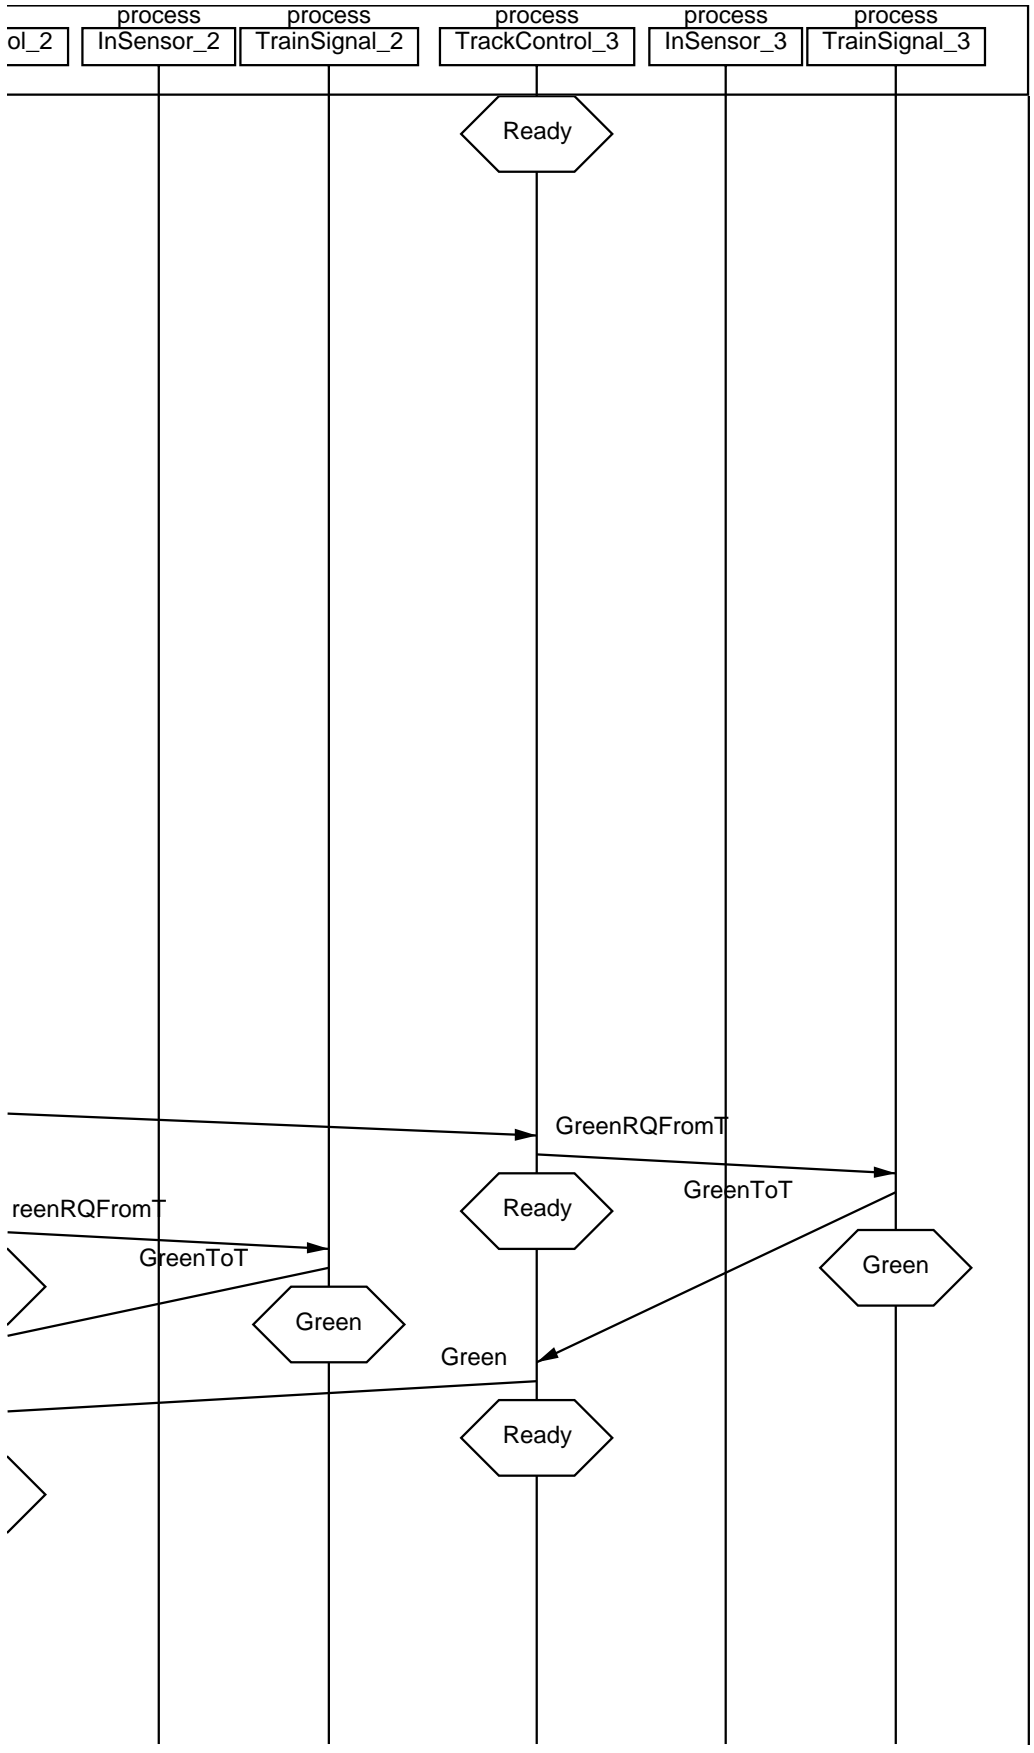 process process process process process
ol_2 InSensor_2 TrainSignal_2 TrackControl_3 InSensor_3 TrainSignal_3
Ready
GreenRQFromT
GreenToT
reenRQFromT Ready
GreenToT Green
Green
Green
Ready